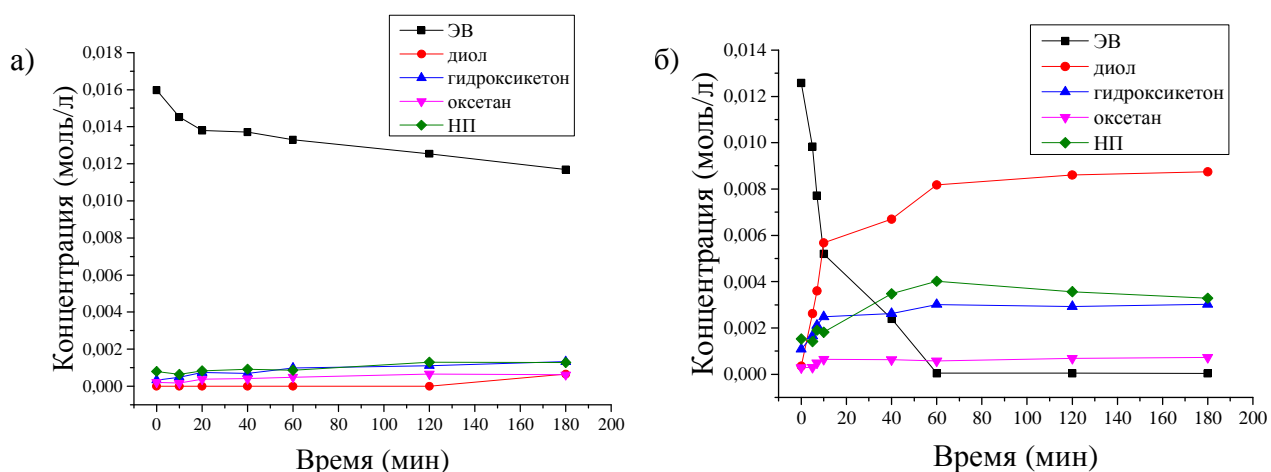 а)
ЭВ
диол
гидроксикетон
оксетан
НП
0,018
0,016
0,014
0,012
0,010
0,008
0,006
0,004
0,002
0,000
Концентрация (моль/л)
0 20 40 60 80 100 120 140 160 180 200
Время (мин)
б)
ЭВ
диол
гидроксикетон
оксетан
НП
0,014
0,012
0,010
0,008
0,006
0,004
0,002
0,000
Концентрация (моль/л)
0 20 40 60 80 100 120 140 160 180 200
Время (мин)